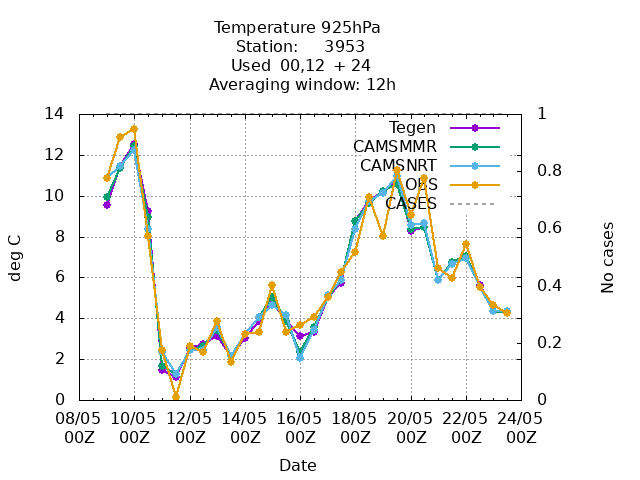 Temperature 925hPa
Station: 3953
Used 00,12 + 24
Averaging window: 12h
14 1
Tegen
CAMSMMR
12
CAMSNRT
0.8
OBS
10
CASES
8
0.6
deg C
No cases
6
0.4
4
0.2
2
0 0
08/05 10/05 12/05 14/05 16/05 18/05 20/05 22/05 24/05
00Z 00Z 00Z 00Z 00Z 00Z 00Z 00Z 00Z
Date